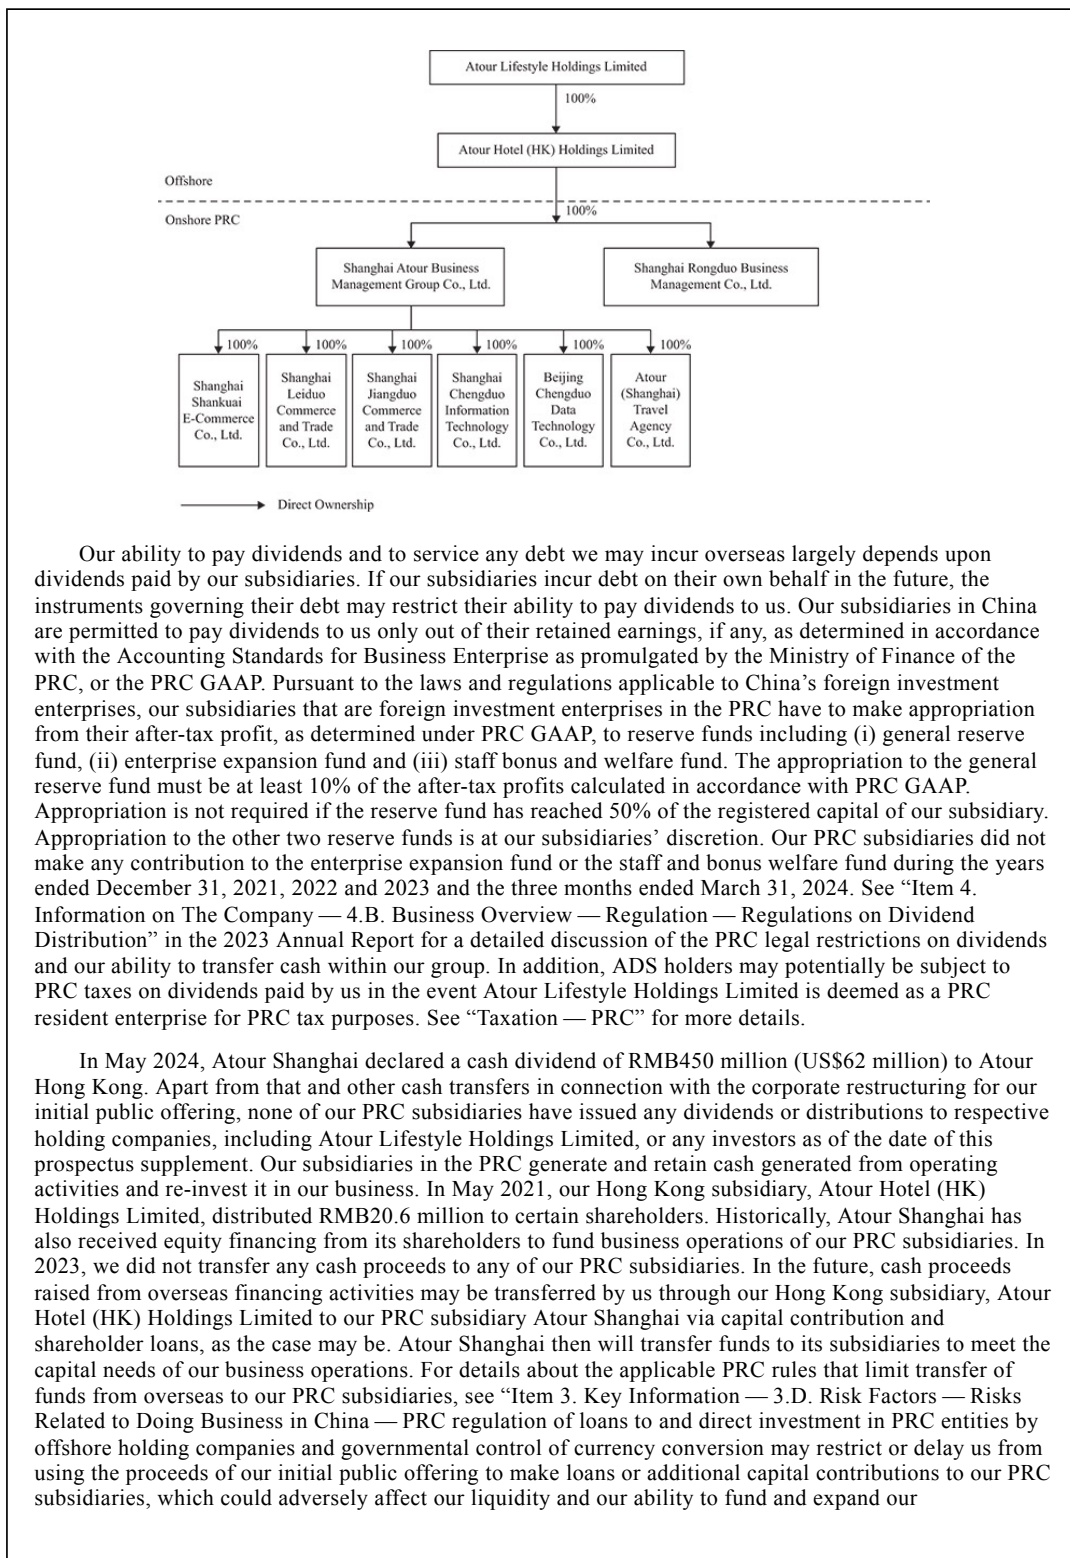 Atour Lifestyle Holdings Limited
100%
Atour Hotel (HK) Holdings Limited
Offshore
100%
Onshore PRC
Shanghai Atour Business
Management Group Co., Ltd.
Shanghai Rongduo Business
Management Co., Ltd.
100%
100%
100%
100%
100%
100%
Shanghai
Shankuai
E-Commerce
Co., Ltd.
Shanghai
Leiduo
Commerce
and Trade
Co., Ltd.
Shanghai
Jiangduo
Commerce
and Trade
Co., Ltd.
Shanghai
Chengduo
Information
Technology
Co., Ltd.
Beijing
Chengduo
Data
Technology
Co., Ltd.
Atour
(Shanghai)
Travel
Agency
Co., Ltd.
Direct Ownership
Our ability to pay dividends and to service any debt we may incur overseas largely depends upon
dividends paid by our subsidiaries. If our subsidiaries incur debt on their own behalf in the future, the
instruments governing their debt may restrict their ability to pay dividends to us. Our subsidiaries in China
are permitted to pay dividends to us only out of their retained earnings, if any, as determined in accordance
with the Accounting Standards for Business Enterprise as promulgated by the Ministry of Finance of the
PRC, or the PRC GAAP. Pursuant to the laws and regulations applicable to China’s foreign investment
enterprises, our subsidiaries that are foreign investment enterprises in the PRC have to make appropriation
from their after-tax profit, as determined under PRC GAAP, to reserve funds including (i) general reserve
fund, (ii) enterprise expansion fund and (iii) staff bonus and welfare fund. The appropriation to the general
reserve fund must be at least 10% of the after-tax profits calculated in accordance with PRC GAAP.
Appropriation is not required if the reserve fund has reached 50% of the registered capital of our subsidiary.
Appropriation to the other two reserve funds is at our subsidiaries’ discretion. Our PRC subsidiaries did not
make any contribution to the enterprise expansion fund or the staff and bonus welfare fund during the years
ended December 31, 2021, 2022 and 2023 and the three months ended March 31, 2024. See “Item 4.
Information on The Company — 4.B. Business Overview — Regulation — Regulations on Dividend
Distribution” in the 2023 Annual Report for a detailed discussion of the PRC legal restrictions on dividends
and our ability to transfer cash within our group. In addition, ADS holders may potentially be subject to
PRC taxes on dividends paid by us in the event Atour Lifestyle Holdings Limited is deemed as a PRC
resident enterprise for PRC tax purposes. See “Taxation — PRC” for more details.
In May 2024, Atour Shanghai declared a cash dividend of RMB450 million (US$62 million) to Atour
Hong Kong. Apart from that and other cash transfers in connection with the corporate restructuring for our
initial public offering, none of our PRC subsidiaries have issued any dividends or distributions to respective
holding companies, including Atour Lifestyle Holdings Limited, or any investors as of the date of this
prospectus supplement. Our subsidiaries in the PRC generate and retain cash generated from operating
activities and re-invest it in our business. In May 2021, our Hong Kong subsidiary, Atour Hotel (HK)
Holdings Limited, distributed RMB20.6 million to certain shareholders. Historically, Atour Shanghai has
also received equity financing from its shareholders to fund business operations of our PRC subsidiaries. In
2023, we did not transfer any cash proceeds to any of our PRC subsidiaries. In the future, cash proceeds
raised from overseas financing activities may be transferred by us through our Hong Kong subsidiary, Atour
Hotel (HK) Holdings Limited to our PRC subsidiary Atour Shanghai via capital contribution and
shareholder loans, as the case may be. Atour Shanghai then will transfer funds to its subsidiaries to meet the
capital needs of our business operations. For details about the applicable PRC rules that limit transfer of
funds from overseas to our PRC subsidiaries, see “Item 3. Key Information — 3.D. Risk Factors — Risks
Related to Doing Business in China — PRC regulation of loans to and direct investment in PRC entities by
offshore holding companies and governmental control of currency conversion may restrict or delay us from
using the proceeds of our initial public offering to make loans or additional capital contributions to our PRC
subsidiaries, which could adversely affect our liquidity and our ability to fund and expand our